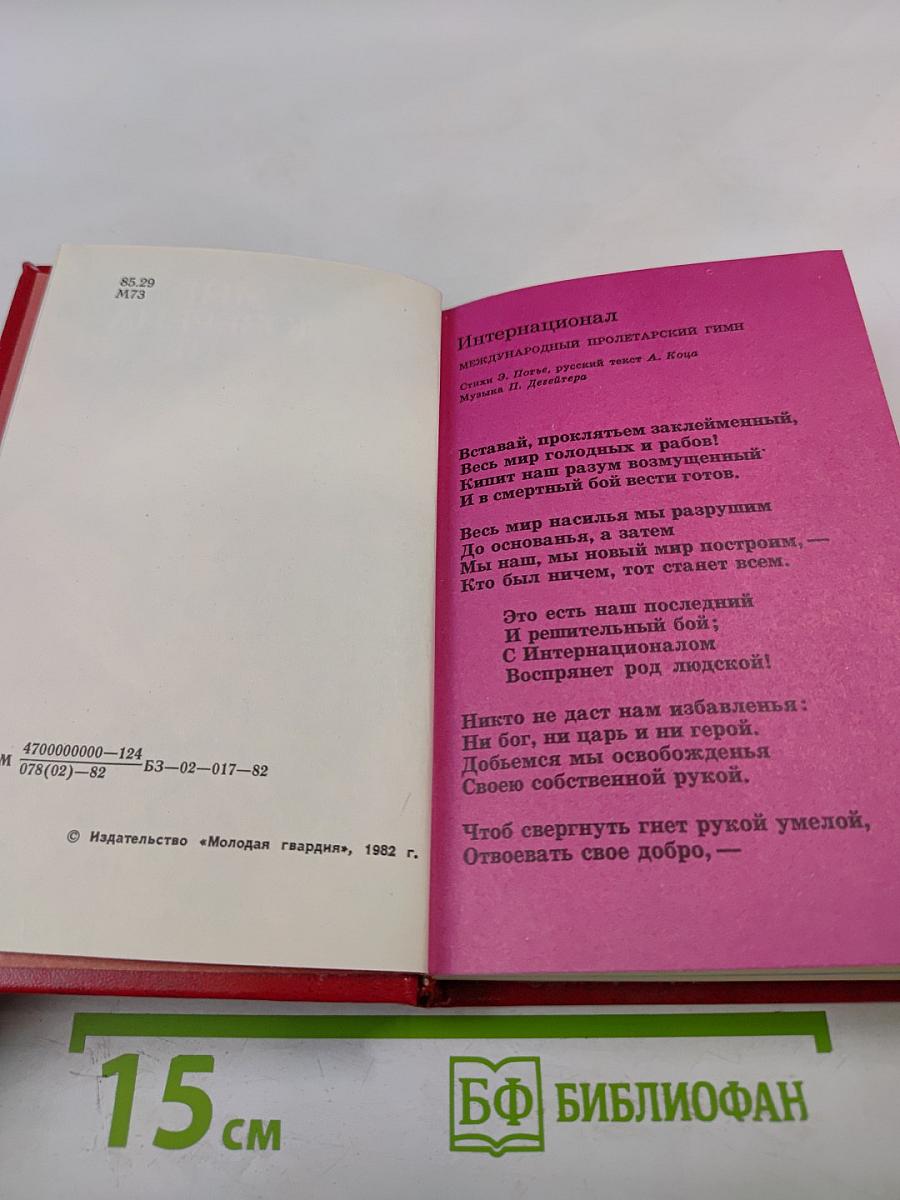 85.29
М73
М 4700000000—124
078(02)—82 БЗ—02—017—82
© Издательство «Молодая гвардия», 1982 г.
Интернационал
МЕЖДУНАРОДНЫЙ ПРОЛЕТАРСКИЙ ГИМН
Стихи Э. Потье, русский текст А. Коца
Музыка П. Дегейтера
Вставай, проклятьем заклейменный,
Весь мир голодных и рабов!
Кипит наш разум возмущенный
И в смертный бой вести готов.
Весь мир насилья мы разрушим
До основанья, а затем
Мы наш, мы новый мир построим,—
Кто был ничем, тот станет всем.
Это есть наш последний
И решительный бой;
С Интернационалом
Воспрянет род людской!
Никто не даст нам избавленья:
Ни бог, ни царь и ни герой.
Добьемся мы освобожденья
Своею собственной рукой.
Чтоб свергнуть гнет рукой умелой,
Отвоевать свое добро,—
15 см
БФ БИБЛИОФАН